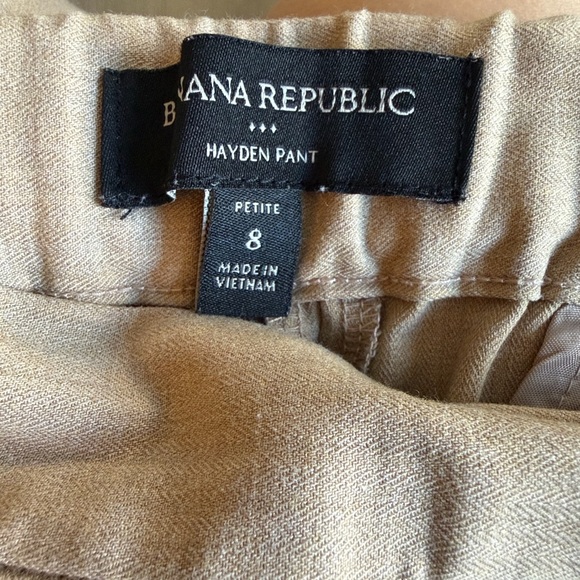 B NANA REPUBLIC
HAYDEN PANT
PETITE
8
MADE IN
VIETNAM